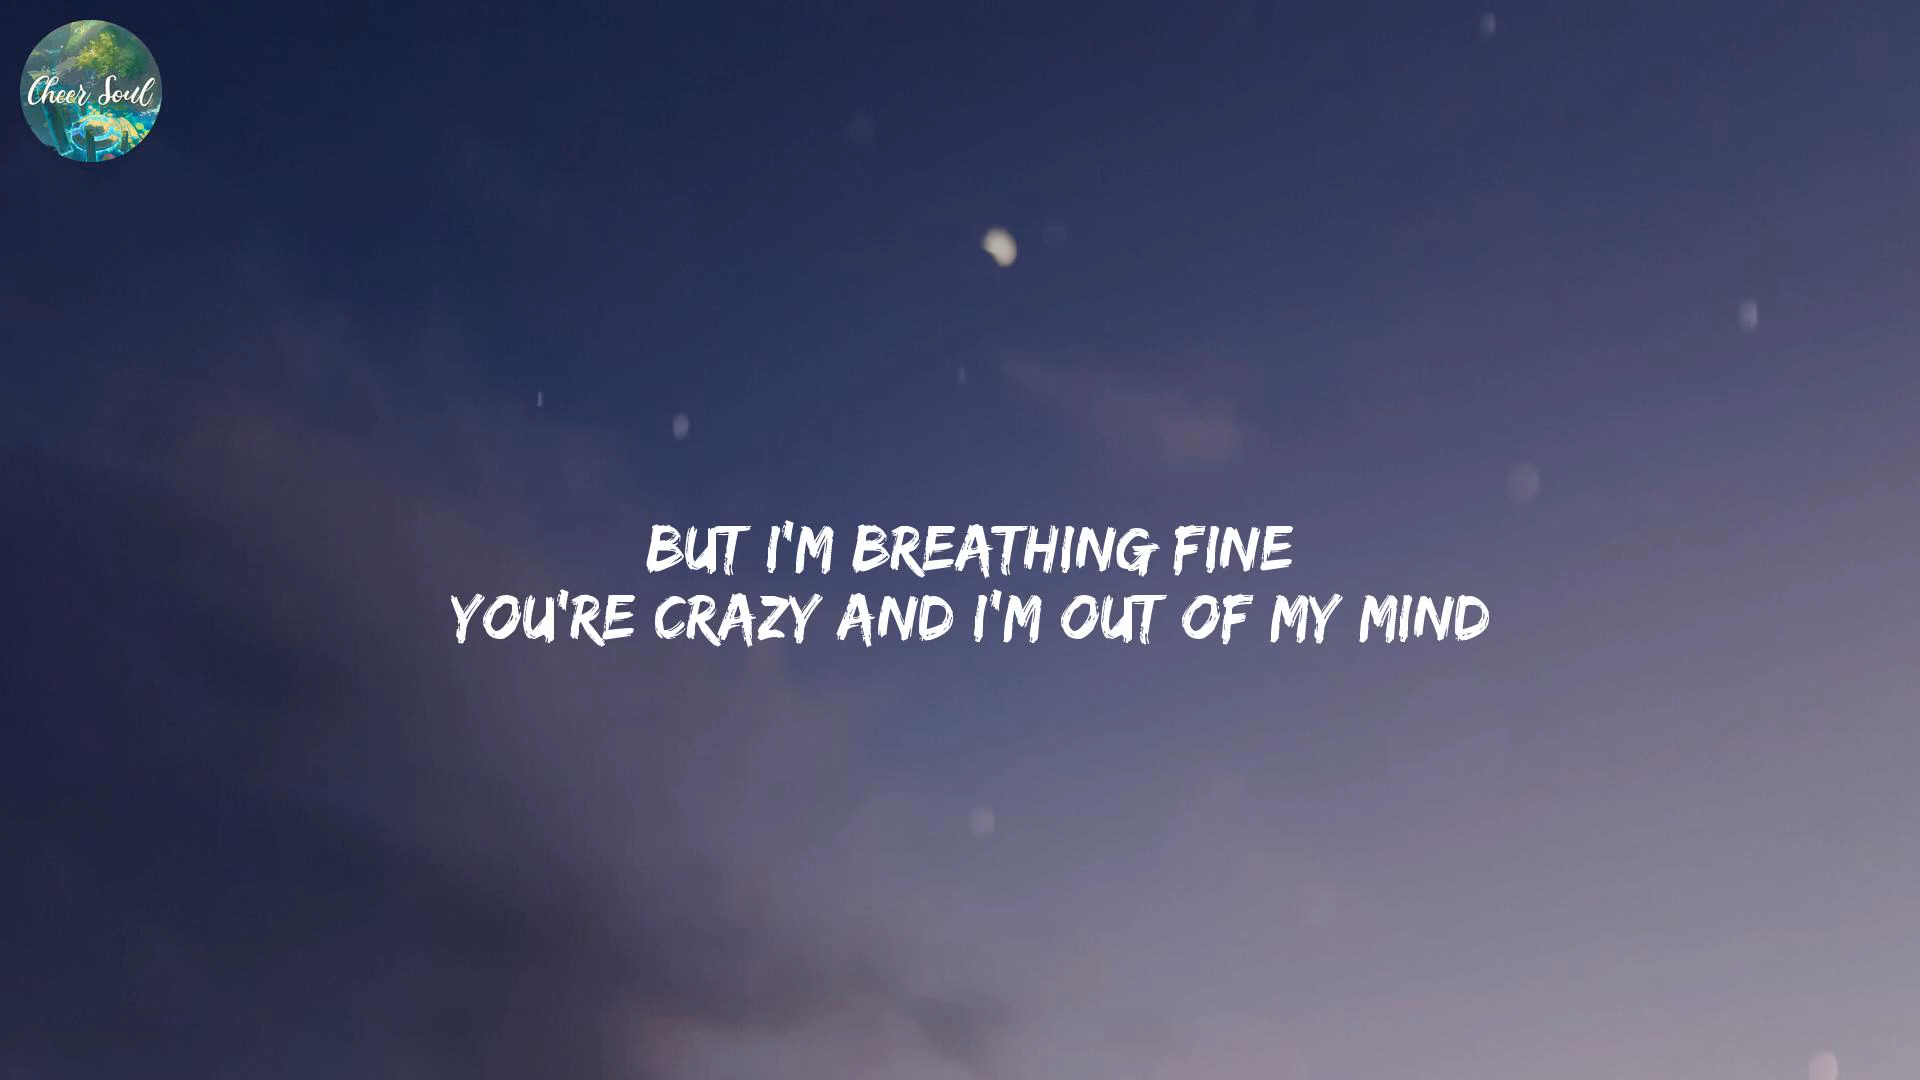 Cheer Soul
BUT I'M BREATHING FINE
YOU'RE CRAZY AND I'M OUT OF MY MIND